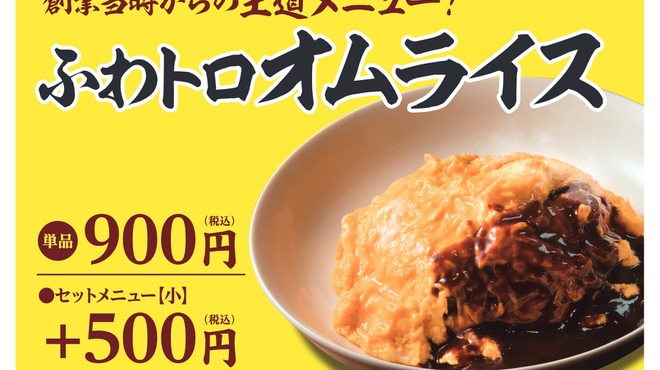 創業当時からの王道メニュー!
ふわトロオムライス
単品 900円(税込)
●セットメニュー【小】
+500円(税込)